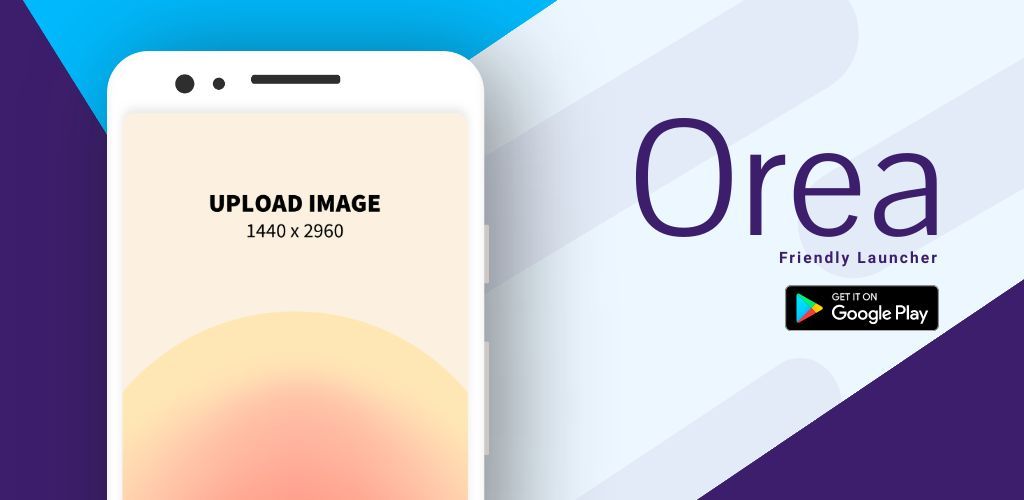 UPLOAD IMAGE
1440 x 2960
Orea
Friendly Launcher
GET IT ON
Google Play